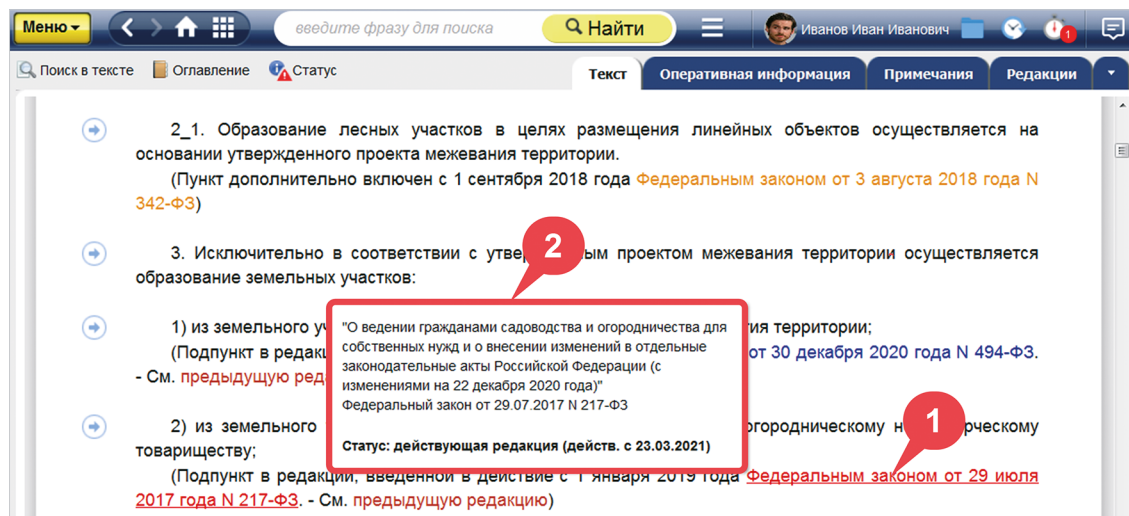 Меню
введите фразу для поиска
Найти
Иванов Иван Иванович
1
Поиск в тексте Оглавление Статус
Текст Оперативная информация Примечания Редакции
2_1. Образование лесных участков в целях размещения линейных объектов осуществляется на
основании утвержденного проекта межевания территории.
(Пункт дополнительно включен с 1 сентября 2018 года Федеральным законом от 3 августа 2018 года N
342-ФЗ)
3. Исключительно в соответствии с утве 2 ым проектом межевания территории осуществляется
образование земельных участков:
1) из земельного уч ия территории;
(Подпункт в редакц от 30 декабря 2020 года N 494-ФЗ.
- См. предыдущую ред
"О ведении гражданами садоводства и огородничества для
собственных нужд и о внесении изменений в отдельные
законодательные акты Российской Федерации (с
изменениями на 22 декабря 2020 года)"
Федеральный закон от 29.07.2017 N 217-ФЗ
Статус: действующая редакция (действ. с 23.03.2021)
2) из земельного огородническому н 1 рческому
товариществу;
(Подпункт в редакции, введенной в действие с 1 января 2019 года Федеральным законом от 29 июля
2017 года N 217-ФЗ. - См. предыдущую редакцию)